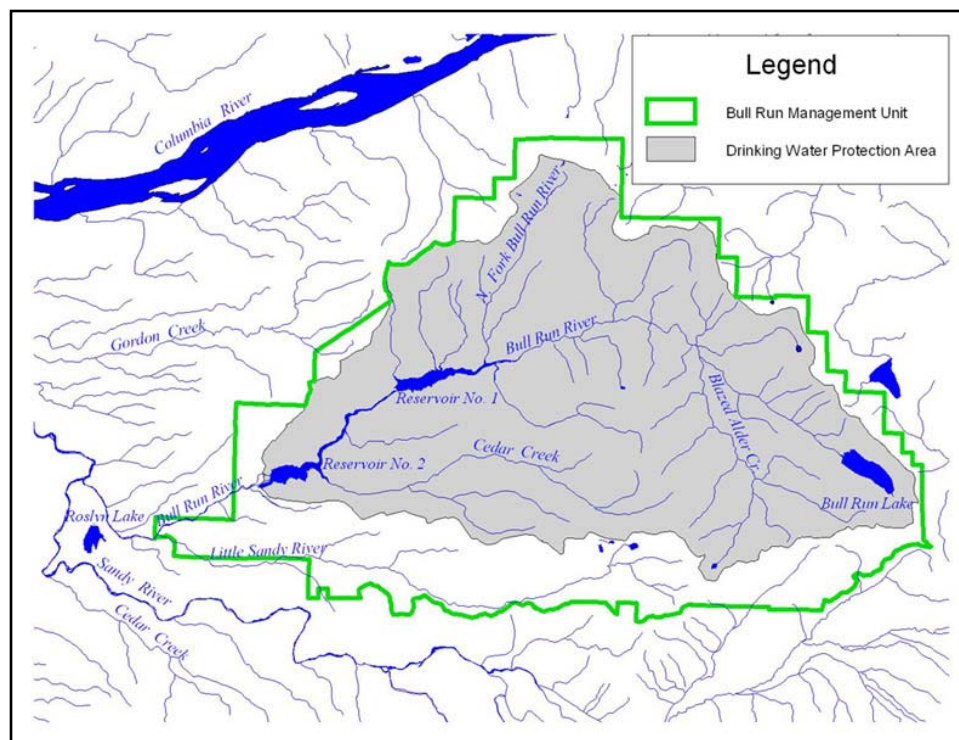 Legend
Bull Run Management Unit
Drinking Water Protection Area
Columbia River
N. Fork Bull Run River
Gordon Creek
Bull Run River
Reservoir No. 1
Blazed Alder Cr.
Cedar Creek
Reservoir No. 2
Bull Run Lake
Bull Run River
Roslyn Lake
Little Sandy River
Sandy River
Cedar Creek